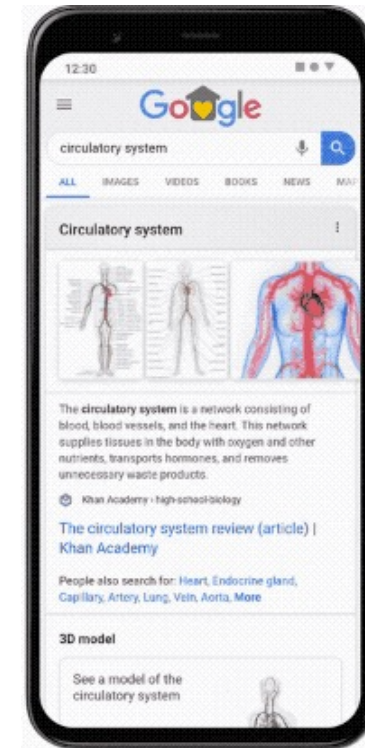 12:30
Google
circulatory system
ALL IMAGES VIDEOS BOOKS NEWS MAP
Circulatory system
The circulatory system is a network consisting of
blood, blood vessels, and the heart. This network
supplies tissues in the body with oxygen and other
nutrients, transports hormones, and removes
unnecessary waste products.
Khan Academy › high-school-biology
The circulatory system review (article) |
Khan Academy
People also search for: Heart, Endocrine gland,
Capillary, Artery, Lung, Vein, Aorta, More
3D model
See a model of the
circulatory system